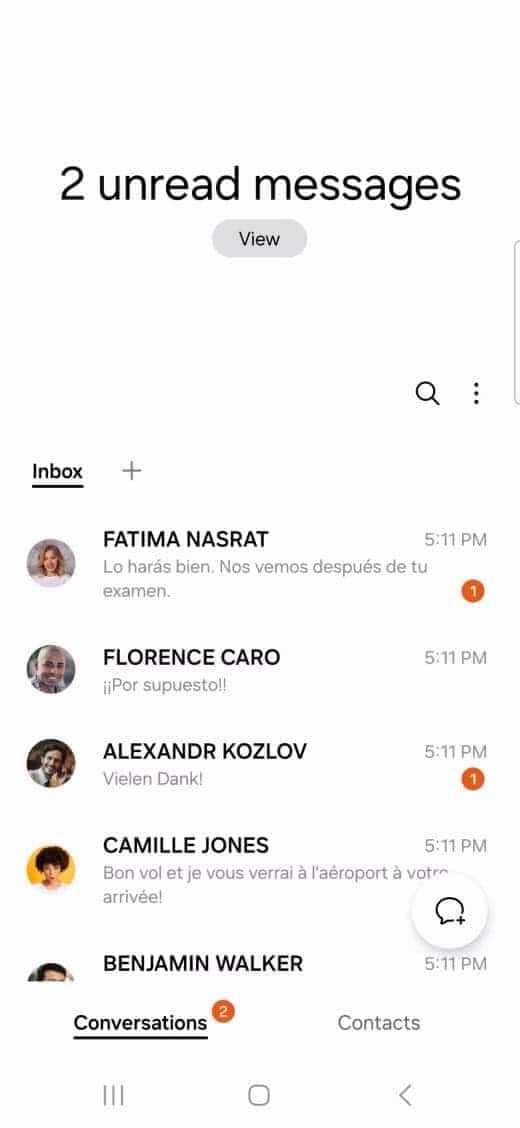 2 unread messages
View
Inbox
FATIMA NASRAT 5:11 PM
Lo harás bien. Nos vemos después de tu
examen.
1
FLORENCE CARO 5:11 PM
¡¡Por supuesto!!
ALEXANDR KOZLOV 5:11 PM
Vielen Dank!
1
CAMILLE JONES 5:11 PM
Bon vol et je vous verrai à l'aéroport à votre
arrivée!
BENJAMIN WALKER 5:11 PM
Conversations 2
Contacts